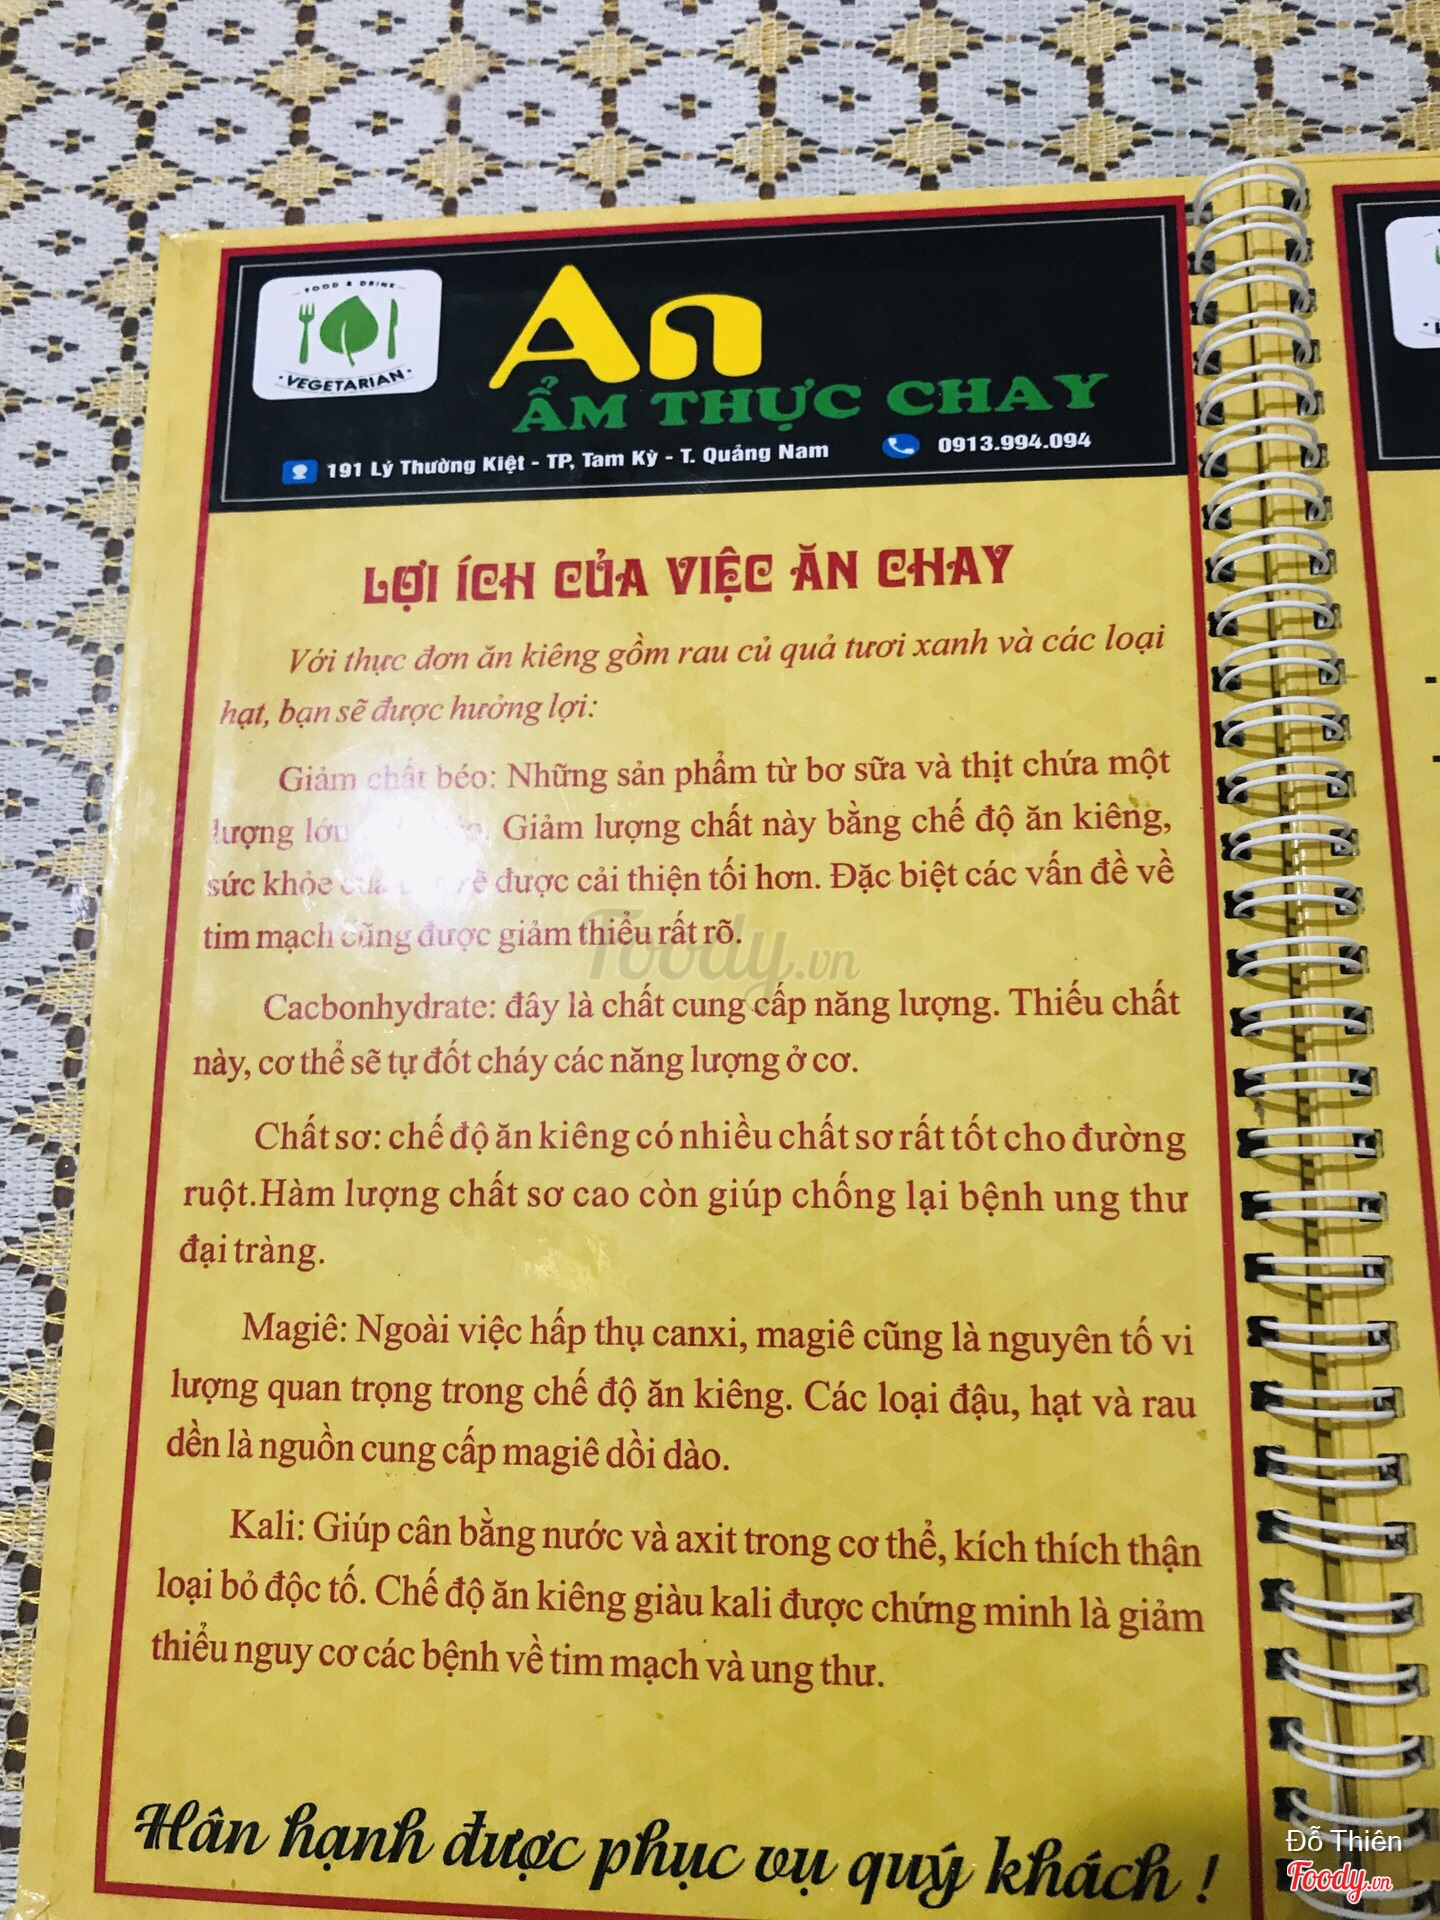 FOOD & DRINK
VEGETARIAN
An
ẨM THỰC CHAY
191 Lý Thường Kiệt - TP, Tam Kỳ - T. Quảng Nam
0913.994.094
LỢI ÍCH CỦA VIỆC ĂN CHAY
Với thực đơn ăn kiêng gồm rau củ quả tươi xanh và các loại
hạt, bạn sẽ được hưởng lợi:
Giảm chất béo: Những sản phẩm từ bơ sữa và thịt chứa một
lượng lớn Giảm lượng chất này bằng chế độ ăn kiêng,
sức khỏe được cải thiện tối hơn. Đặc biệt các vấn đề về
tim mạch cũng được giảm thiểu rất rõ.
Cacbonhydrate: đây là chất cung cấp năng lượng. Thiếu chất
này, cơ thể sẽ tự đốt cháy các năng lượng ở cơ.
Chất sơ: chế độ ăn kiêng có nhiều chất sơ rất tốt cho đường
ruột.Hàm lượng chất sơ cao còn giúp chống lại bệnh ung thư
đại tràng.
Magiê: Ngoài việc hấp thụ canxi, magiê cũng là nguyên tố vi
lượng quan trọng trong chế độ ăn kiêng. Các loại đậu, hạt và rau
dền là nguồn cung cấp magiê dồi dào.
Kali: Giúp cân bằng nước và axit trong cơ thể, kích thích thận
loại bỏ độc tố. Chế độ ăn kiêng giàu kali được chứng minh là giảm
thiểu nguy cơ các bệnh về tim mạch và ung thư.
Hân hạnh được phục vụ quý khách !
Foody.vn
Đỗ Thiên
Foody.vn